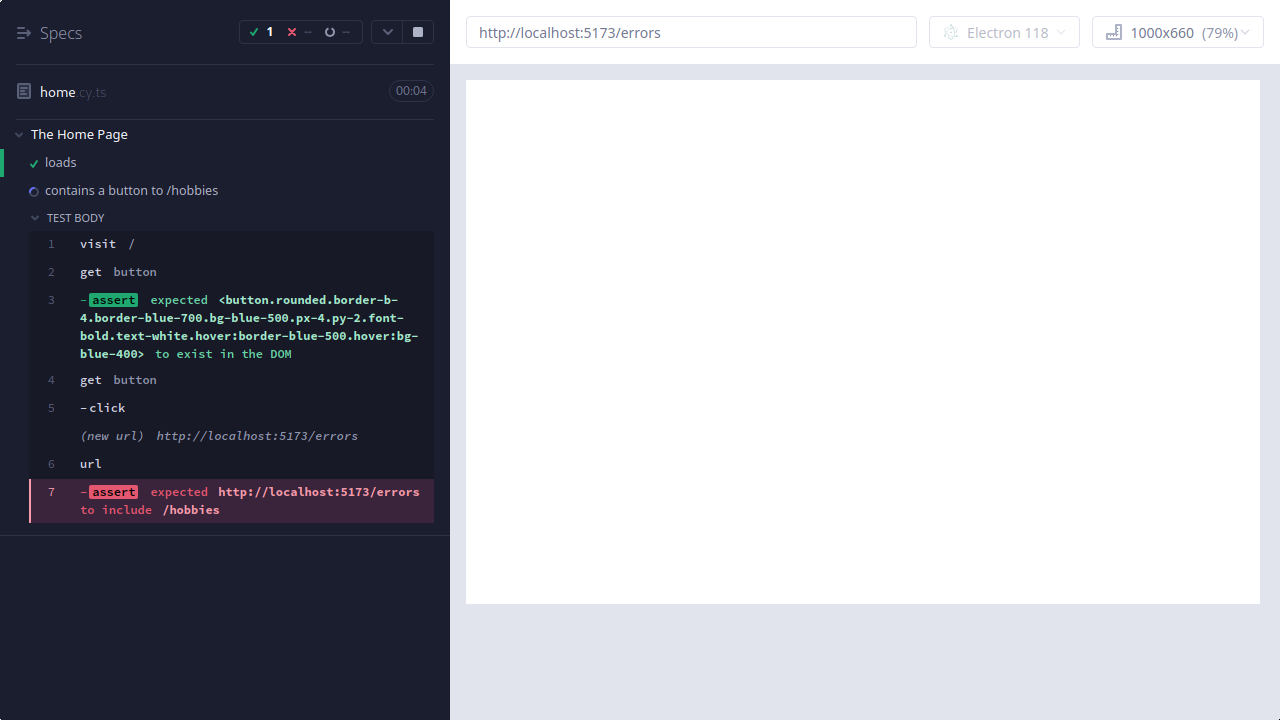 Specs
1 -- --
http://localhost:5173/errors
Electron 118
1000x660 (79%)
home.cy.ts
00:04
The Home Page
loads
contains a button to /hobbies
TEST BODY
1 visit /
2 get button
3 -assert expected <button.rounded.border-b-
4.border-blue-700.bg-blue-500.px-4.py-2.font-
bold.text-white.hover:border-blue-500.hover:bg-
blue-400> to exist in the DOM
4 get button
5 -click
(new url) http://localhost:5173/errors
6 url
7 -assert expected http://localhost:5173/errors
to include /hobbies